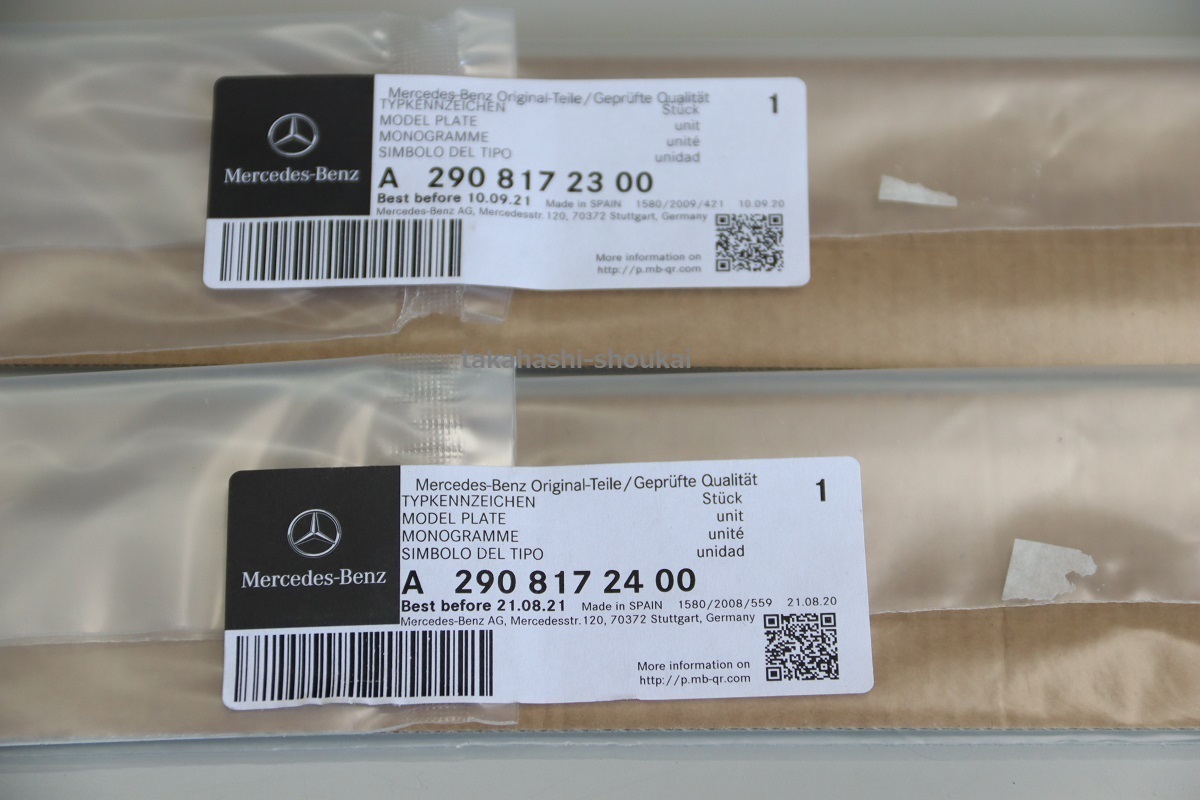 Mercedes-Benz Original-Teile/Geprüfte Qualität 1
TYPKENNZEICHEN Stück
MODEL PLATE unit
MONOGRAMME unité
SIMBOLO DEL TIPO unidad
Mercedes-Benz
A 290 817 23 00
Best before 10.09.21 Made in SPAIN 1580/2009/421 10.09.20
Mercedes-Benz AG, Mercedesstr. 120, 70372 Stuttgart, Germany
More information on
http://p.mb-qr.com
takahashi-shoukai
Mercedes-Benz Original-Teile/Geprüfte Qualität 1
TYPKENNZEICHEN Stück
MODEL PLATE unit
MONOGRAMME unité
SIMBOLO DEL TIPO unidad
Mercedes-Benz
A 290 817 24 00
Best before 21.08.21 Made in SPAIN 1580/2008/559 21.08.20
Mercedes-Benz AG, Mercedesstr. 120, 70372 Stuttgart, Germany
More information on
http://p.mb-qr.com